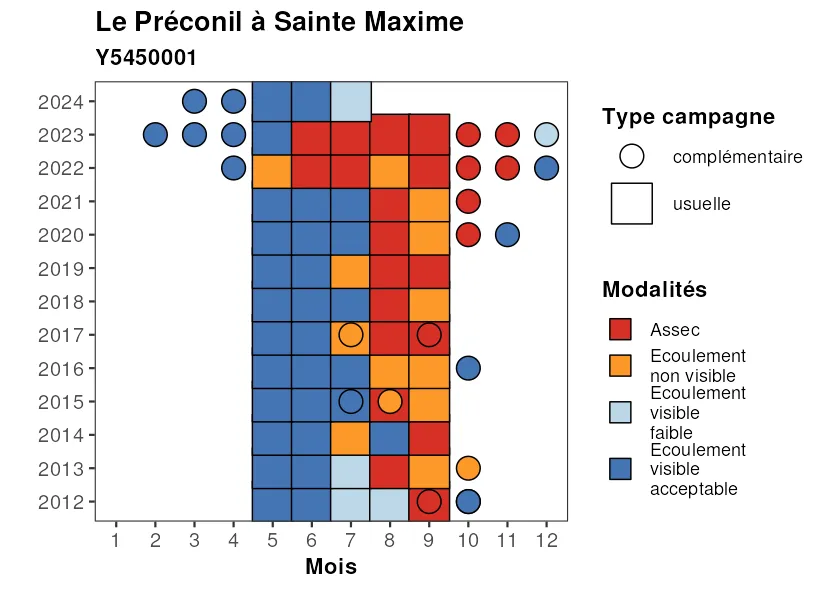 Le Préconil à Sainte Maxime
Y5450001
2024
2023
2022
2021
2020
2019
2018
2017
2016
2015
2014
2013
2012
1 2 3 4 5 6 7 8 9 10 11 12
Mois
Type campagne
complémentaire
usuelle
Modalités
Assec
Ecoulement
non visible
Ecoulement
visible
faible
Ecoulement
visible
acceptable